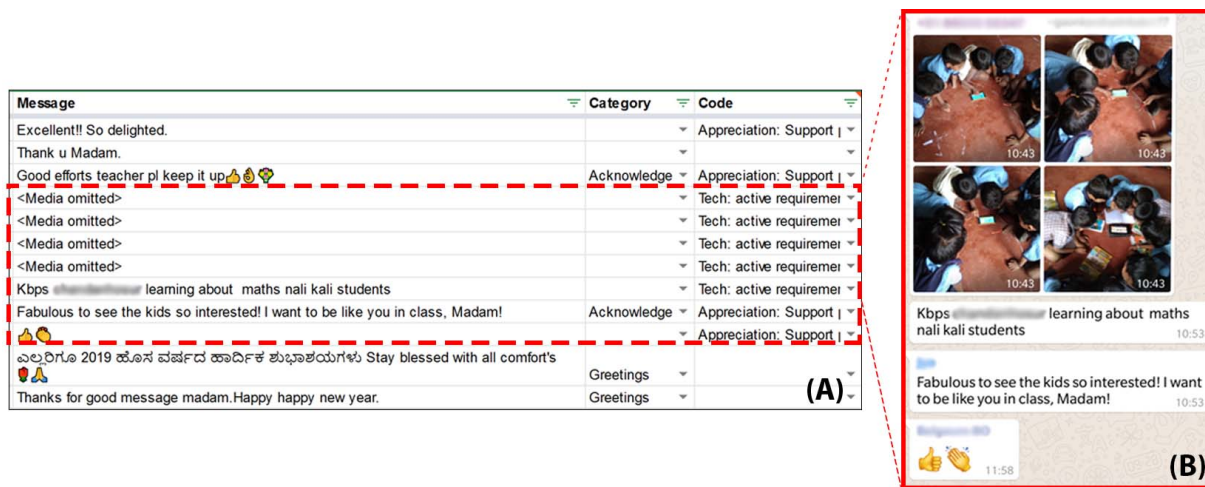 Message Category Code
Excellent!! So delighted. Appreciation: Support
Thank u Madam.
Good efforts teacher pl keep it up👍👌💐 Acknowledge Appreciation: Support
<Media omitted> Tech: active requiremer
<Media omitted> Tech: active requiremer
<Media omitted> Tech: active requiremer
<Media omitted> Tech: active requiremer
Kbps learning about maths nali kali students Tech: active requiremer
Fabulous to see the kids so interested! I want to be like you in class, Madam! Acknowledge Appreciation: Support
👍👏 Appreciation: Support
ಎಲ್ಲರಿಗೂ 2019 ಹೊಸ ವರ್ಷದ ಹಾರ್ದಿಕ ಶುಭಾಶಯಗಳು Stay blessed with all comfort's
🌹🙏 Greetings
Thanks for good message madam.Happy happy new year. Greetings
(A)
10:43 10:43
10:43 10:43
Kbps learning about maths
nali kali students
10:53
Fabulous to see the kids so interested! I want
to be like you in class, Madam! 10:53
👍👏 11:58
(B)